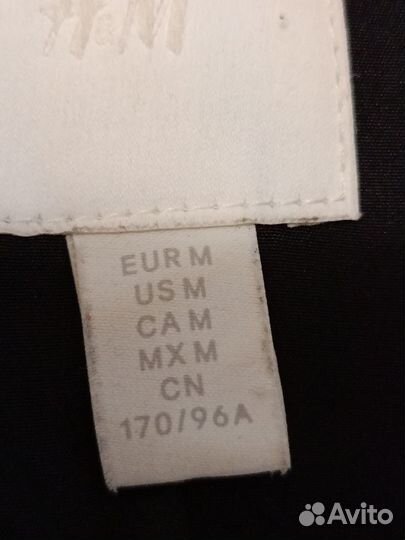 H&M
EUR M
US M
CA M
MX M
CN
170/96A
Avito